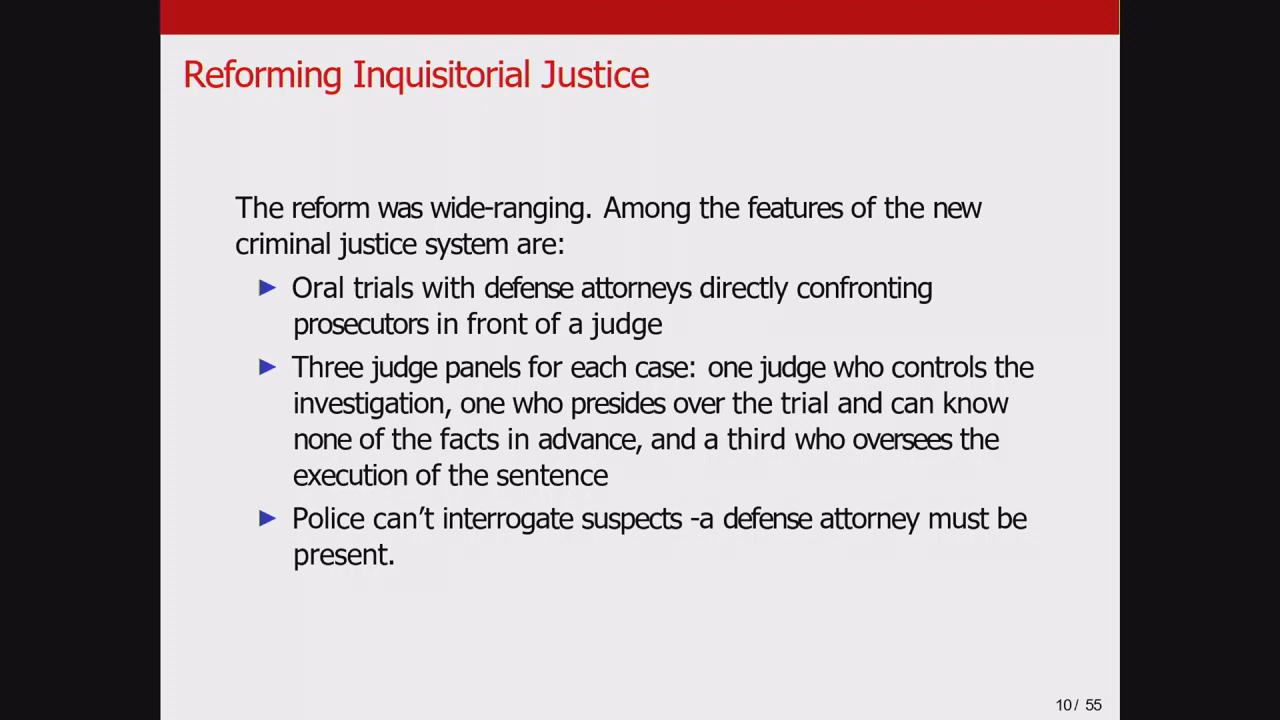 Reforming Inquisitorial Justice
The reform was wide-ranging. Among the features of the new
criminal justice system are:
▶ Oral trials with defense attorneys directly confronting
prosecutors in front of a judge
▶ Three judge panels for each case: one judge who controls the
investigation, one who presides over the trial and can know
none of the facts in advance, and a third who oversees the
execution of the sentence
▶ Police can’t interrogate suspects -a defense attorney must be
present.
10 / 55